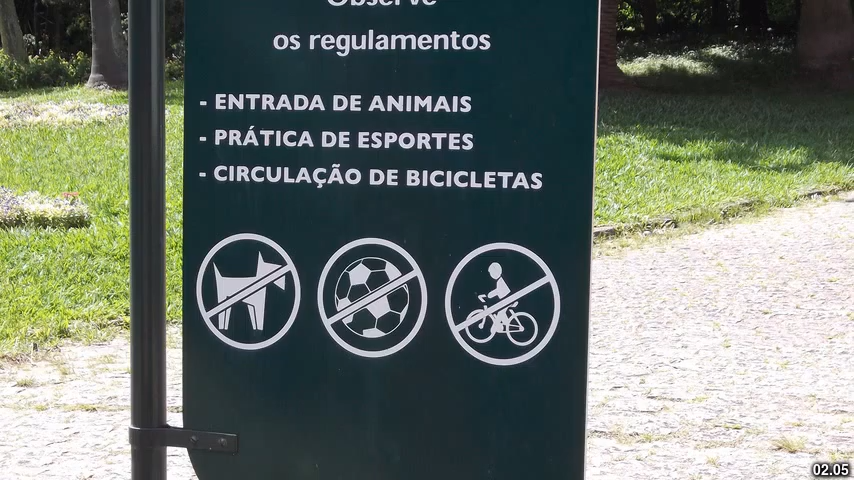 Observe
os regulamentos
- ENTRADA DE ANIMAIS
- PRÁTICA DE ESPORTES
- CIRCULAÇÃO DE BICICLETAS
02.05